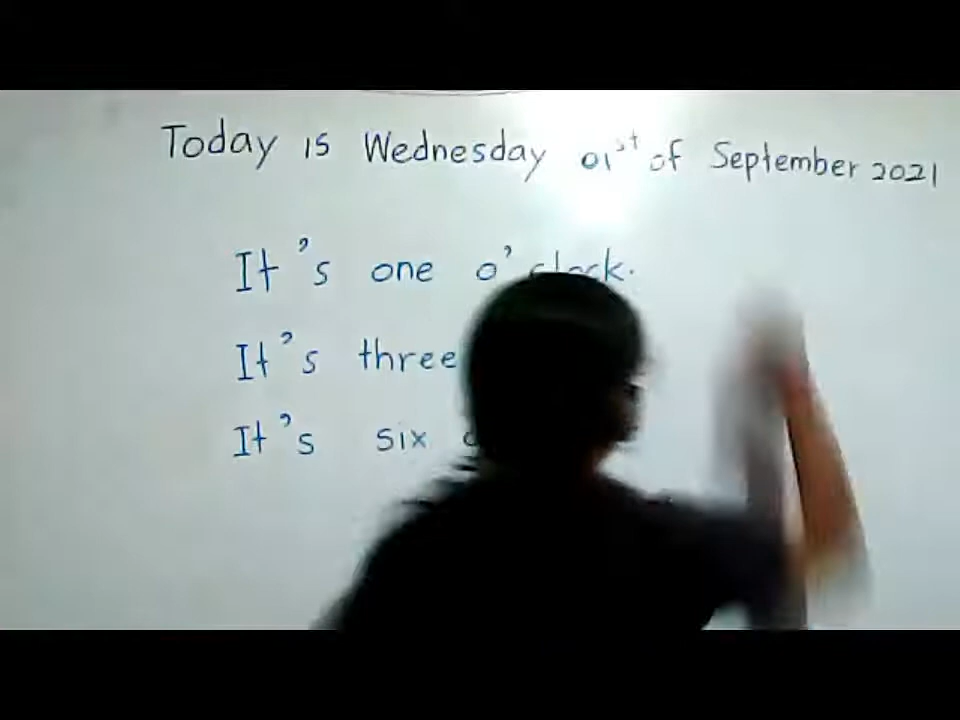 Today is Wednesday 01st of September 2021
It's one o'clock.
It's three
It's six